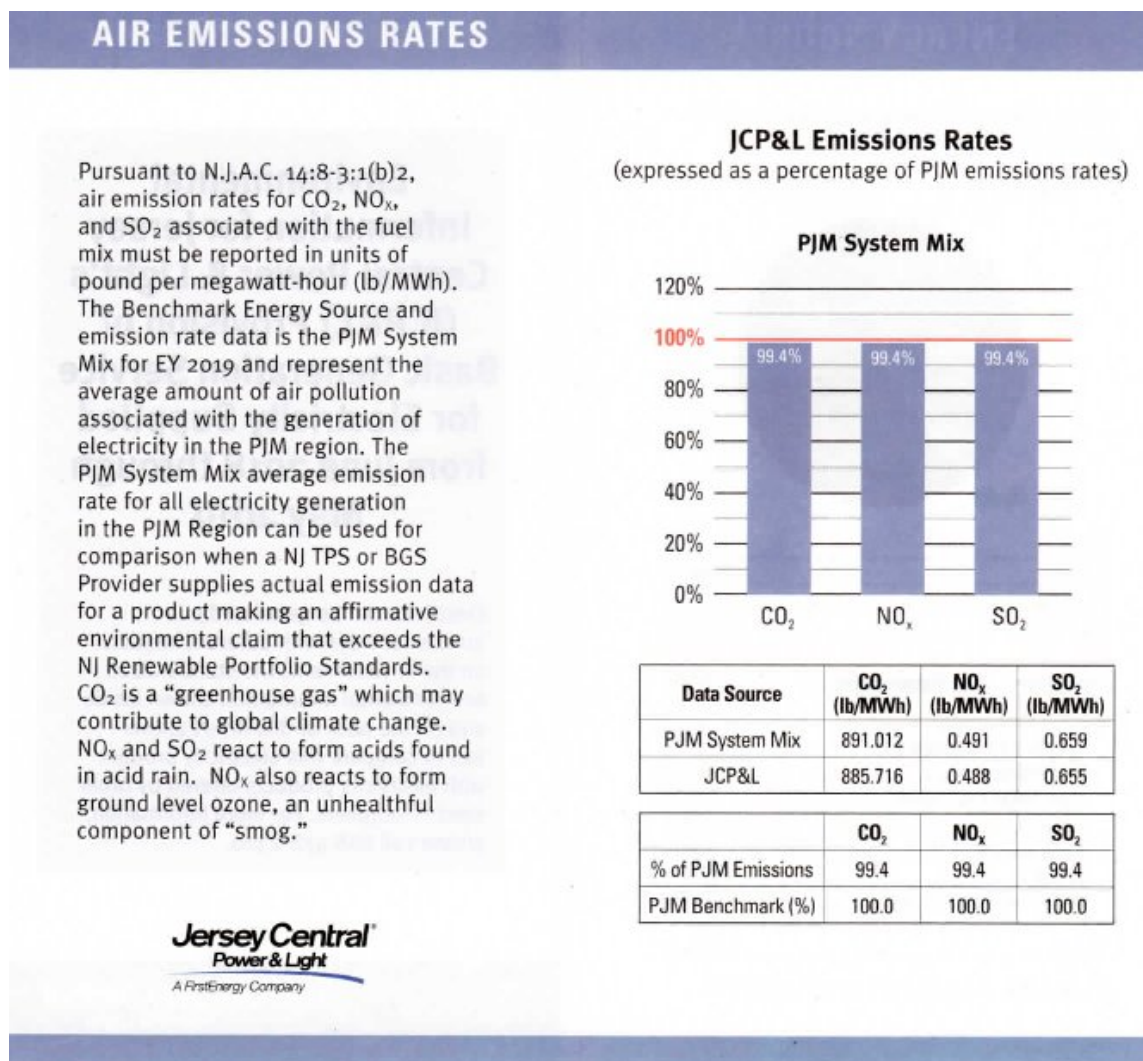 AIR EMISSIONS RATES
Pursuant to N.J.A.C. 14:8-3:1(b)2,
air emission rates for CO₂, NOₓ,
and SO₂ associated with the fuel
mix must be reported in units of
pound per megawatt-hour (lb/MWh).
The Benchmark Energy Source and
emission rate data is the PJM System
Mix for EY 2019 and represent the
average amount of air pollution
associated with the generation of
electricity in the PJM region. The
PJM System Mix average emission
rate for all electricity generation
in the PJM Region can be used for
comparison when a NJ TPS or BGS
Provider supplies actual emission data
for a product making an affirmative
environmental claim that exceeds the
NJ Renewable Portfolio Standards.
CO₂ is a “greenhouse gas” which may
contribute to global climate change.
NOₓ and SO₂ react to form acids found
in acid rain. NOₓ also reacts to form
ground level ozone, an unhealthful
component of “smog.”
Jersey Central®
Power & Light
A FirstEnergy Company
JCP&L Emissions Rates
(expressed as a percentage of PJM emissions rates)
PJM System Mix
120%
100%
99.4% 99.4% 99.4%
80%
60%
40%
20%
0%
CO₂ NOₓ SO₂
Data Source CO₂ (lb/MWh) NOₓ (lb/MWh) SO₂ (lb/MWh)
PJM System Mix 891.012 0.491 0.659
JCP&L 885.716 0.488 0.655
CO₂ NOₓ SO₂
% of PJM Emissions 99.4 99.4 99.4
PJM Benchmark (%) 100.0 100.0 100.0